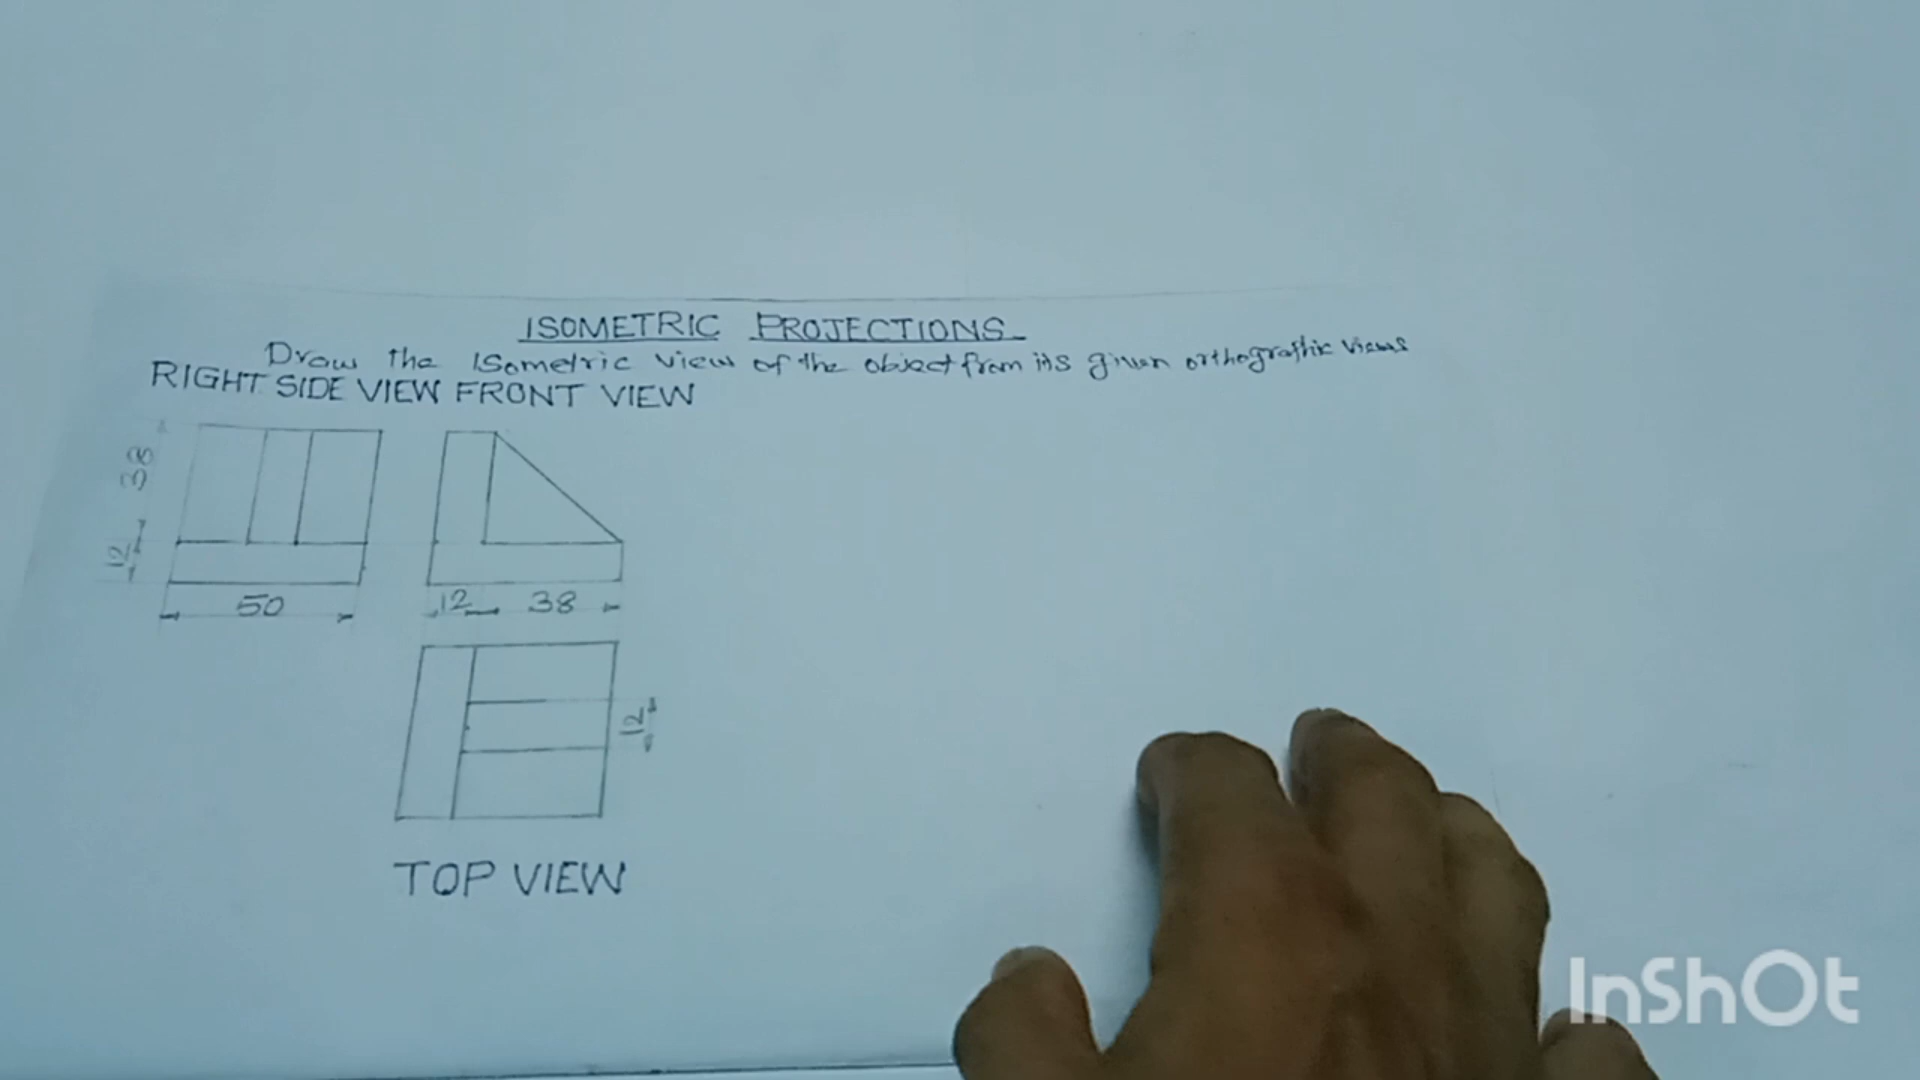 ISOMETRIC PROJECTIONS
Draw the Isometric view of the object from its given orthographic views
RIGHT SIDE VIEW FRONT VIEW
38
12
50
12 38
12
TOP VIEW
InShOt